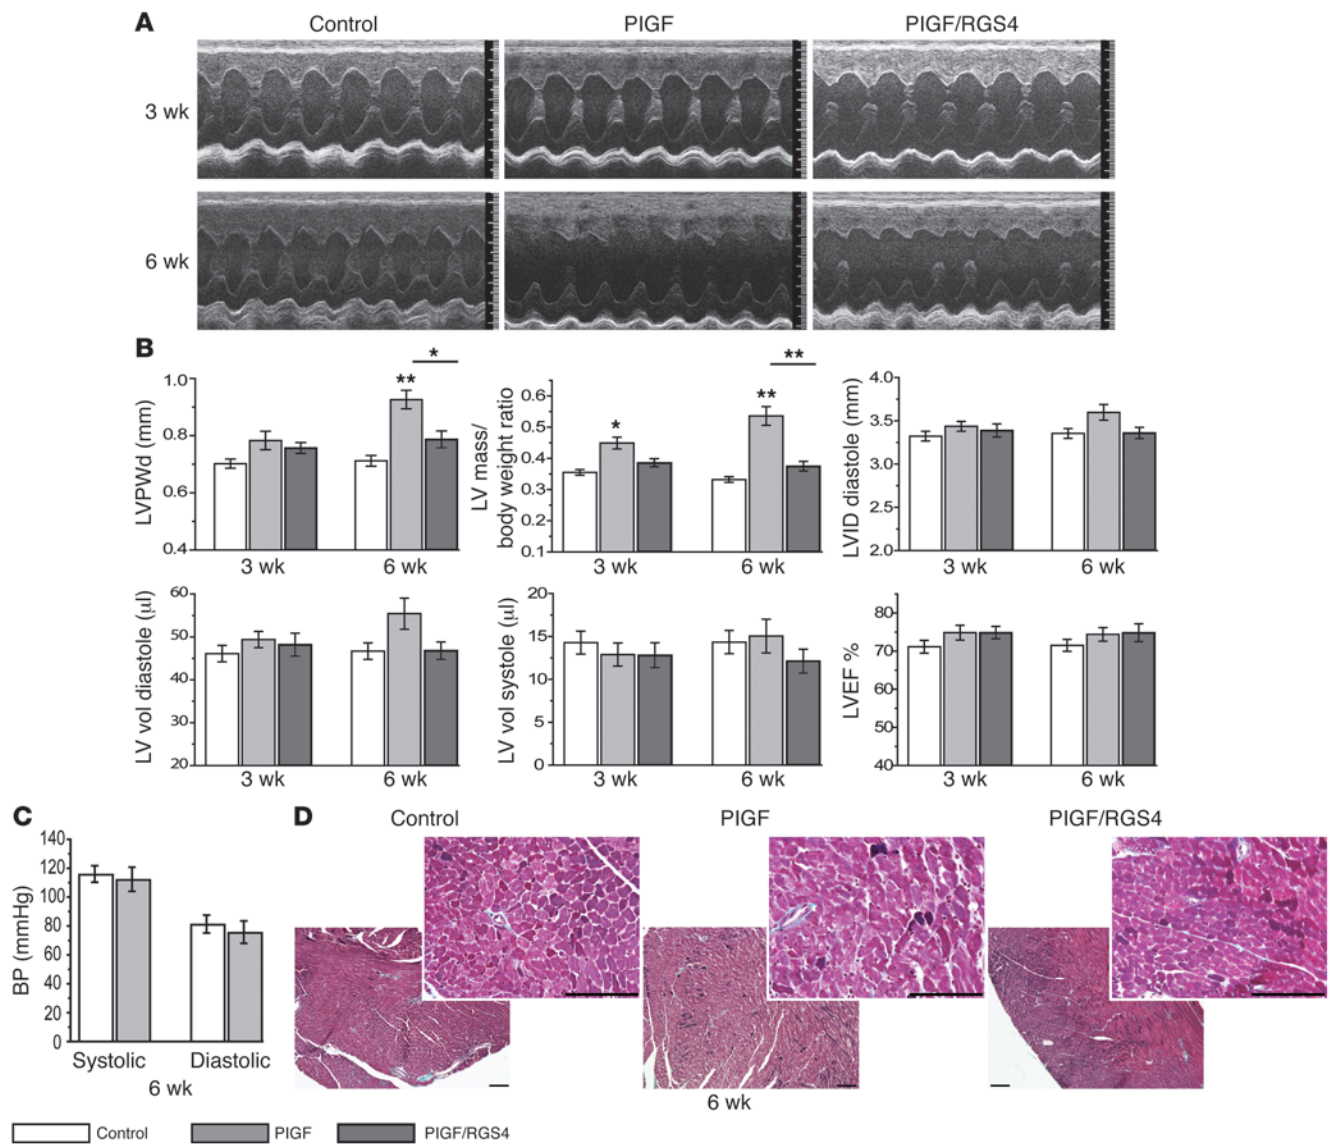 A
Control PIGF PIGF/RGS4
3 wk
6 wk
B
LVPWd (mm)
1.0
0.8
0.6
0.4
**
*
3 wk 6 wk
LV mass/
body weight ratio
0.6
0.5
0.4
0.3
0.2
0.1
*
**
**
3 wk 6 wk
LVID diastole (mm)
4.0
3.5
3.0
2.5
2.0
3 wk 6 wk
LV vol diastole (µl)
60
50
40
30
20
3 wk 6 wk
LV vol systole (µl)
20
15
10
5
0
3 wk 6 wk
LVEF %
80
70
60
50
40
3 wk 6 wk
C
BP (mmHg)
140
120
100
80
60
40
20
0
Systolic Diastolic
6 wk
D
Control PIGF PIGF/RGS4
6 wk
Control PIGF PIGF/RGS4